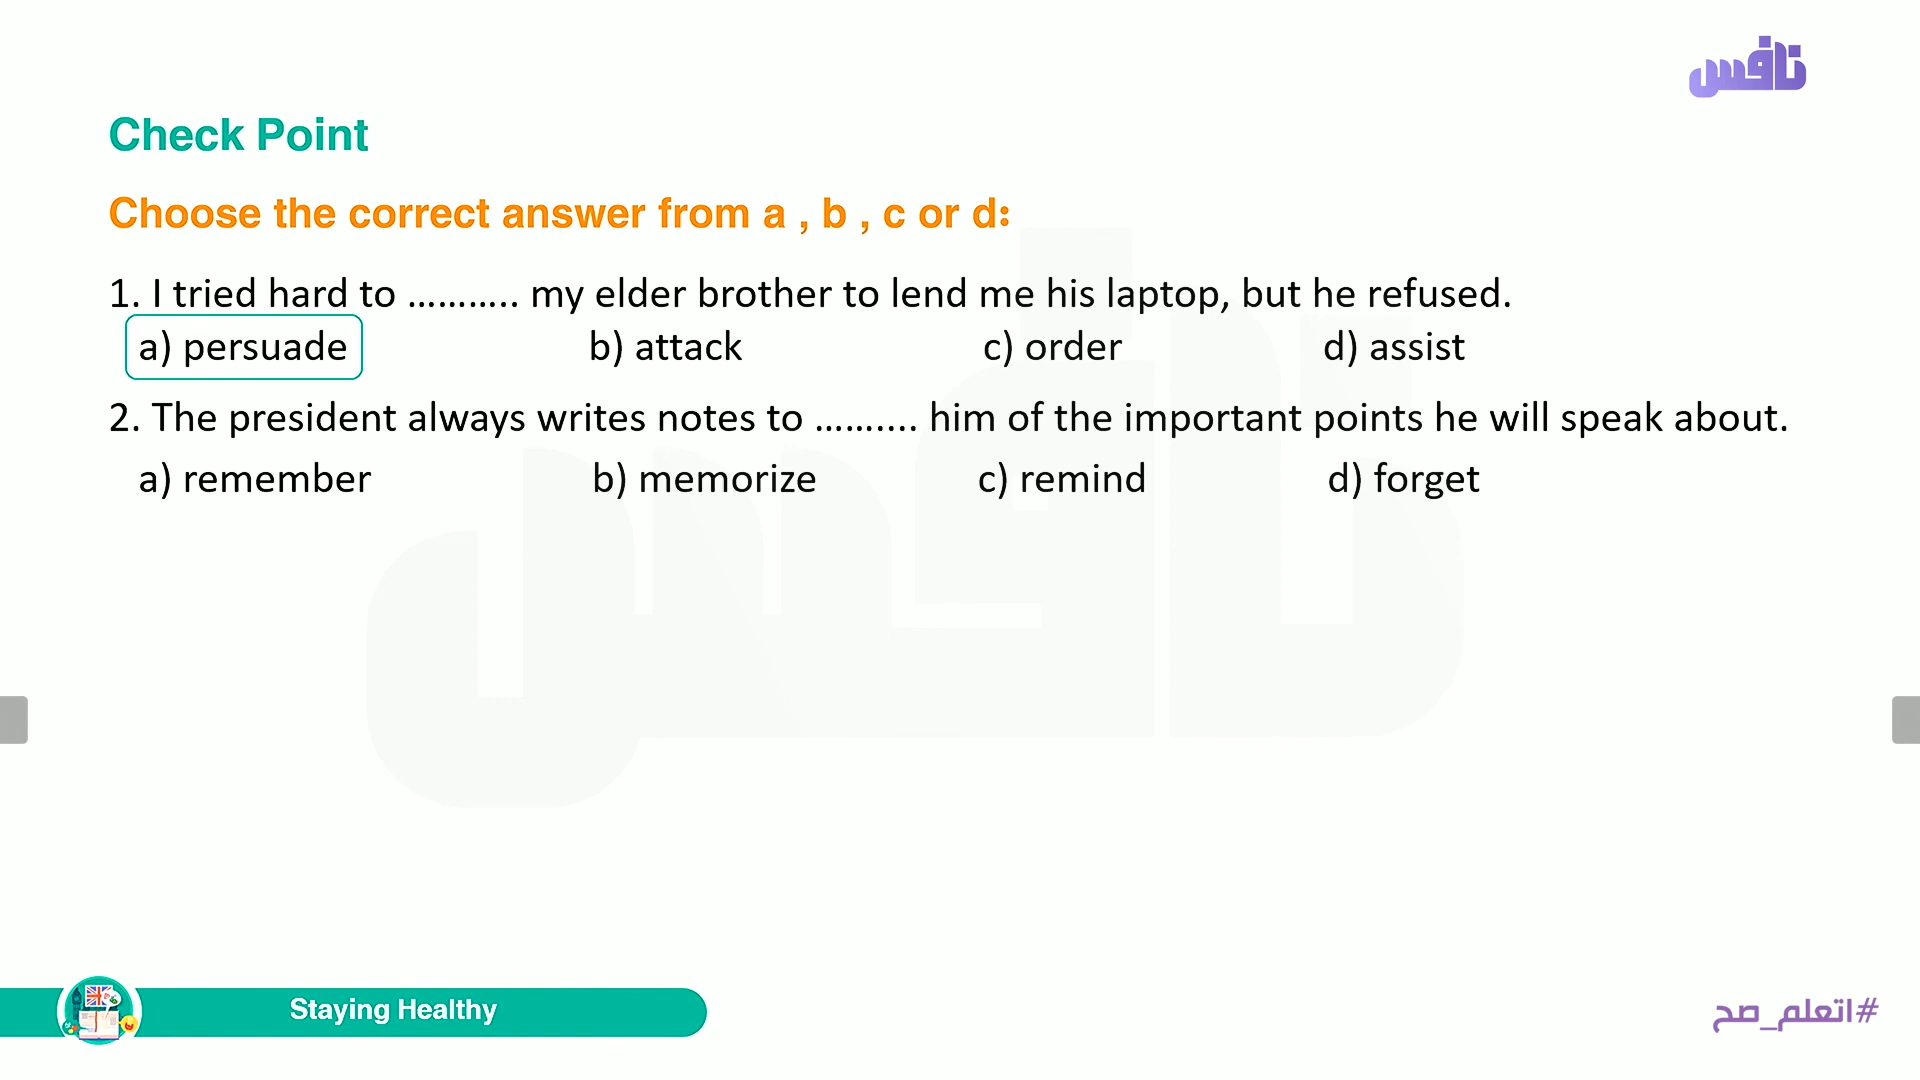 نافس
Check Point
Choose the correct answer from a , b , c or d:
1. I tried hard to ……….. my elder brother to lend me his laptop, but he refused.
a) persuade b) attack c) order d) assist
2. The president always writes notes to …….... him of the important points he will speak about.
a) remember b) memorize c) remind d) forget
Staying Healthy
#اتعلم_صح